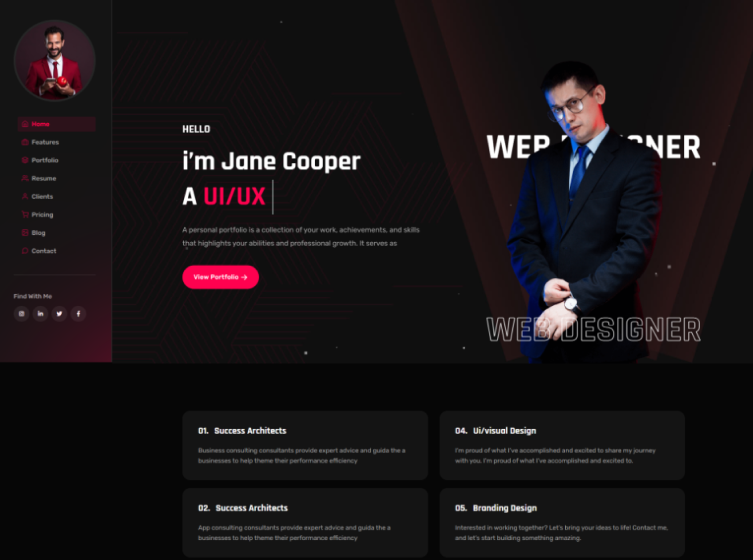 Home
Features
Portfolio
Resume
Clients
Pricing
Blog
Contact
Find With Me
HELLO
i'm Jane Cooper
A UI/UX
A personal portfolio is a collection of your work, achievements, and skills
that highlights your abilities and professional growth. It serves as
View Portfolio →
WEB DESIGNER
WEB DESIGNER
01. Success Architects
Business consulting consultants provide expert advice and guida the a
businesses to help theme their performance efficiency
04. Ui/visual Design
I'm proud of what I've accomplished and excited to share my journey
with you. I'm proud of what I've accomplished and excited to.
02. Success Architects
App consulting consultants provide expert advice and guida the a
businesses to help theme their performance efficiency
05. Branding Design
Interested in working together? Let's bring your ideas to life! Contact me,
and let's start building something amazing.